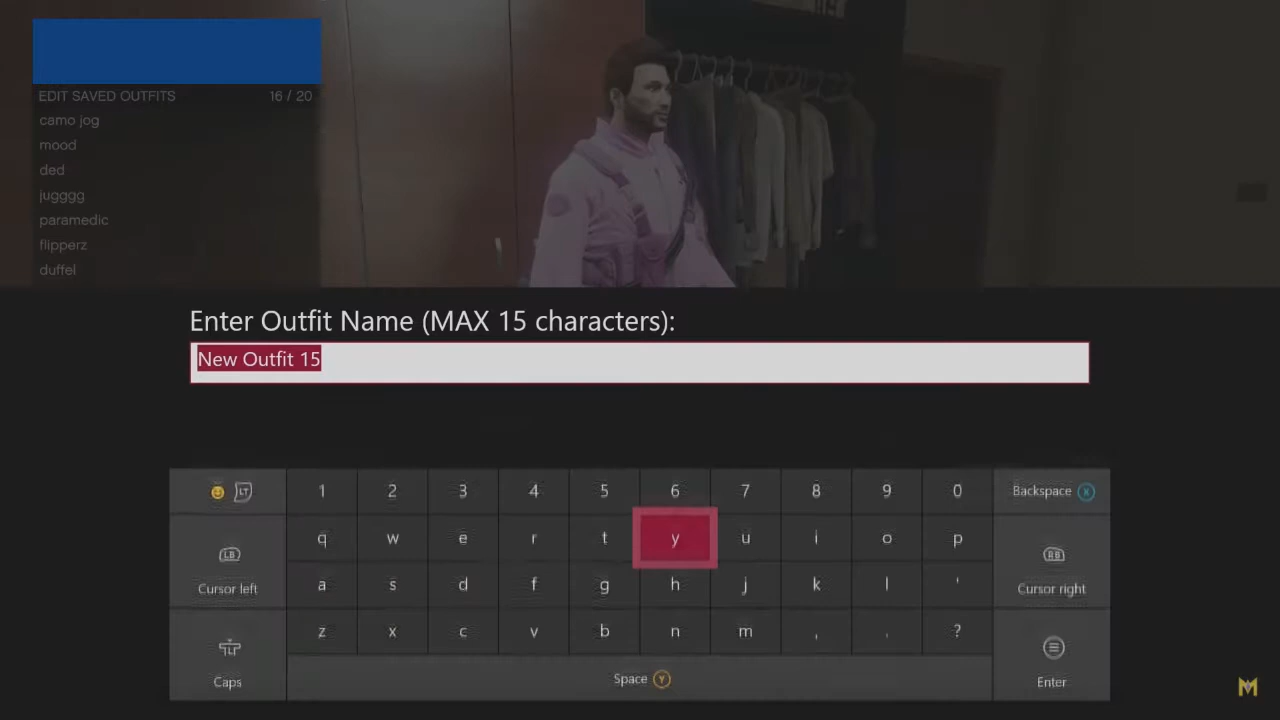 EDIT SAVED OUTFITS 16 / 20
camo jog
mood
ded
jugggg
paramedic
flipperz
duffel
Enter Outfit Name (MAX 15 characters):
New Outfit 15
LT 1 2 3 4 5 6 7 8 9 0 Backspace X
q w e r t y u i o p
LB RB
Cursor left a s d f g h j k l ' Cursor right
z x c v b n m , . ?
Caps Space Y Enter
M